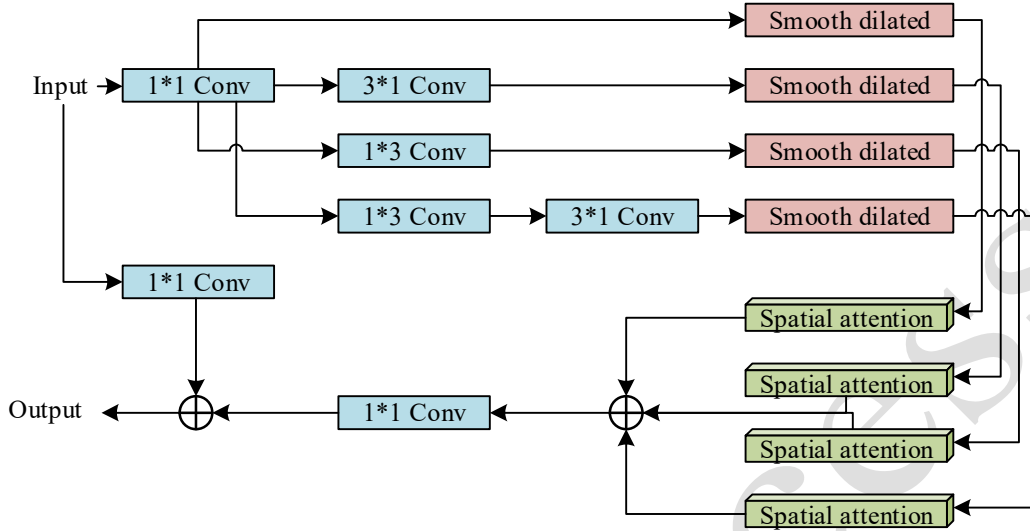 Smooth dilated
Input
1*1 Conv
3*1 Conv
Smooth dilated
1*3 Conv
Smooth dilated
1*3 Conv
3*1 Conv
Smooth dilated
1*1 Conv
Spatial attention
Spatial attention
Output
1*1 Conv
Spatial attention
Spatial attention